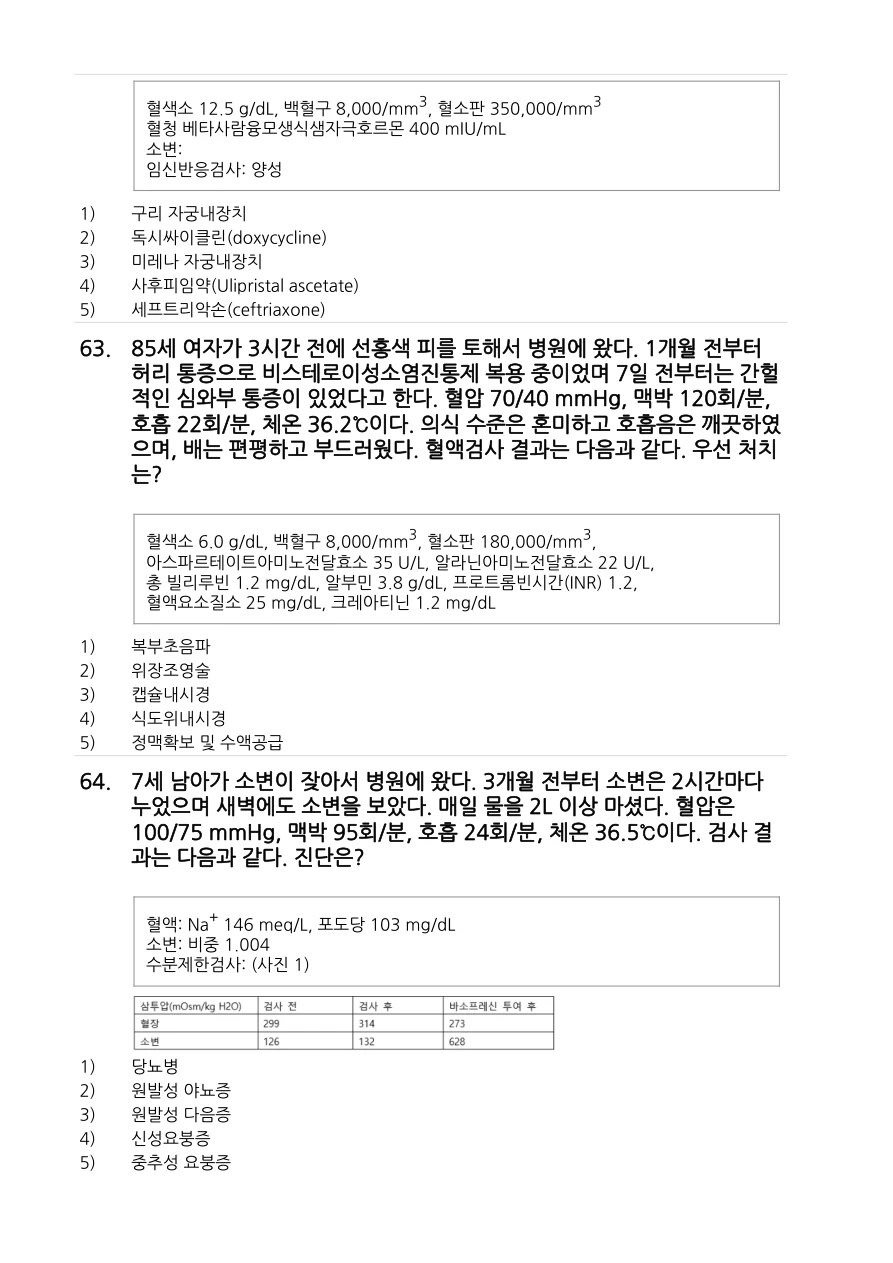 혈색소 12.5 g/dL, 백혈구 8,000/mm3, 혈소판 350,000/mm3
혈청 베타사람융모생식샘자극호르몬 400 mIU/mL
소변:
임신반응검사: 양성
1) 구리 자궁내장치
2) 독시싸이클린(doxycycline)
3) 미레나 자궁내장치
4) 사후피임약(Ulipristal ascetate)
5) 세프트리악손(ceftriaxone)
63. 85세 여자가 3시간 전에 선홍색 피를 토해서 병원에 왔다. 1개월 전부터
허리 통증으로 비스테로이성소염진통제 복용 중이었며 7일 전부터는 간헐
적인 심와부 통증이 있었다고 한다. 혈압 70/40 mmHg, 맥박 120회/분,
호흡 22회/분, 체온 36.2℃이다. 의식 수준은 혼미하고 호흡음은 깨끗하였
으며, 배는 편평하고 부드러웠다. 혈액검사 결과는 다음과 같다. 우선 처치
는?
혈색소 6.0 g/dL, 백혈구 8,000/mm3, 혈소판 180,000/mm3,
아스파르테이트아미노전달효소 35 U/L, 알라닌아미노전달효소 22 U/L,
총 빌리루빈 1.2 mg/dL, 알부민 3.8 g/dL, 프로트롬빈시간(INR) 1.2,
혈액요소질소 25 mg/dL, 크레아티닌 1.2 mg/dL
1) 복부초음파
2) 위장조영술
3) 캡슐내시경
4) 식도위내시경
5) 정맥확보 및 수액공급
64. 7세 남아가 소변이 잦아서 병원에 왔다. 3개월 전부터 소변은 2시간마다
누었으며 새벽에도 소변을 보았다. 매일 물을 2L 이상 마셨다. 혈압은
100/75 mmHg, 맥박 95회/분, 호흡 24회/분, 체온 36.5℃이다. 검사 결
과는 다음과 같다. 진단은?
혈액: Na+ 146 meq/L, 포도당 103 mg/dL
소변: 비중 1.004
수분제한검사: (사진 1)
삼투압(mOsm/kg H2O) 검사 전 검사 후 바소프레신 투여 후
혈장 299 314 273
소변 126 132 628
1) 당뇨병
2) 원발성 야뇨증
3) 원발성 다음증
4) 신성요붕증
5) 중추성 요붕증